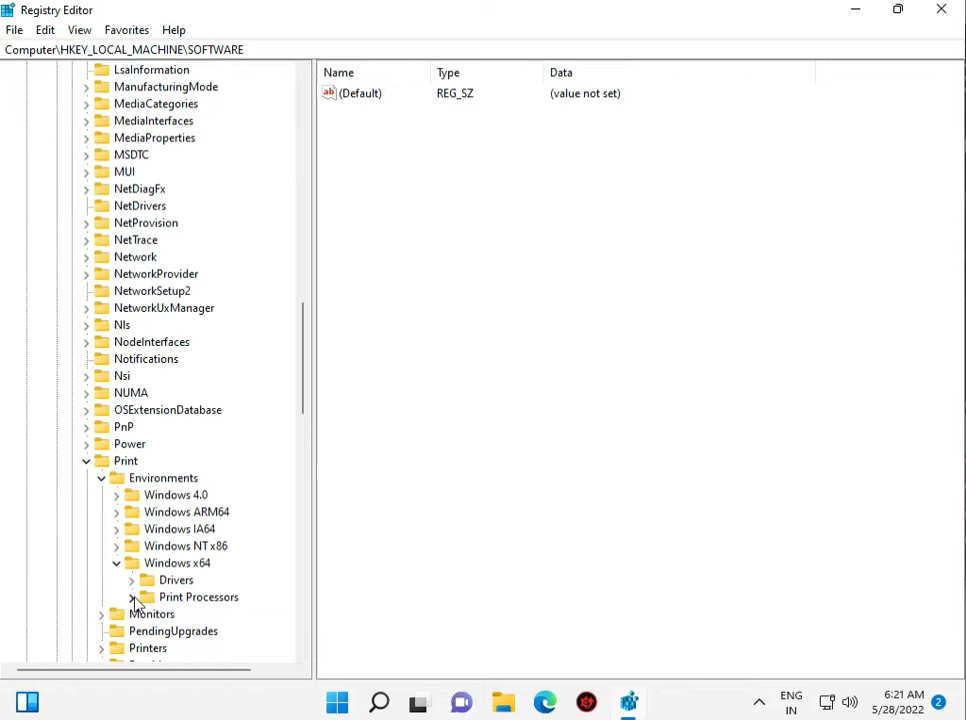 Registry Editor
File Edit View Favorites Help
Computer\HKEY_LOCAL_MACHINE\SOFTWARE
Name Type Data
(Default) REG_SZ (value not set)
LsaInformation
ManufacturingMode
MediaCategories
MediaInterfaces
MediaProperties
MSDTC
MUI
NetDiagFx
NetDrivers
NetProvision
NetTrace
Network
NetworkProvider
NetworkSetup2
NetworkUxManager
Nls
NodeInterfaces
Notifications
Nsi
NUMA
OSExtensionDatabase
PnP
Power
Print
Environments
Windows 4.0
Windows ARM64
Windows IA64
Windows NT x86
Windows x64
Drivers
Print Processors
Monitors
PendingUpgrades
Printers
ENG
IN
6:21 AM
5/28/2022
2